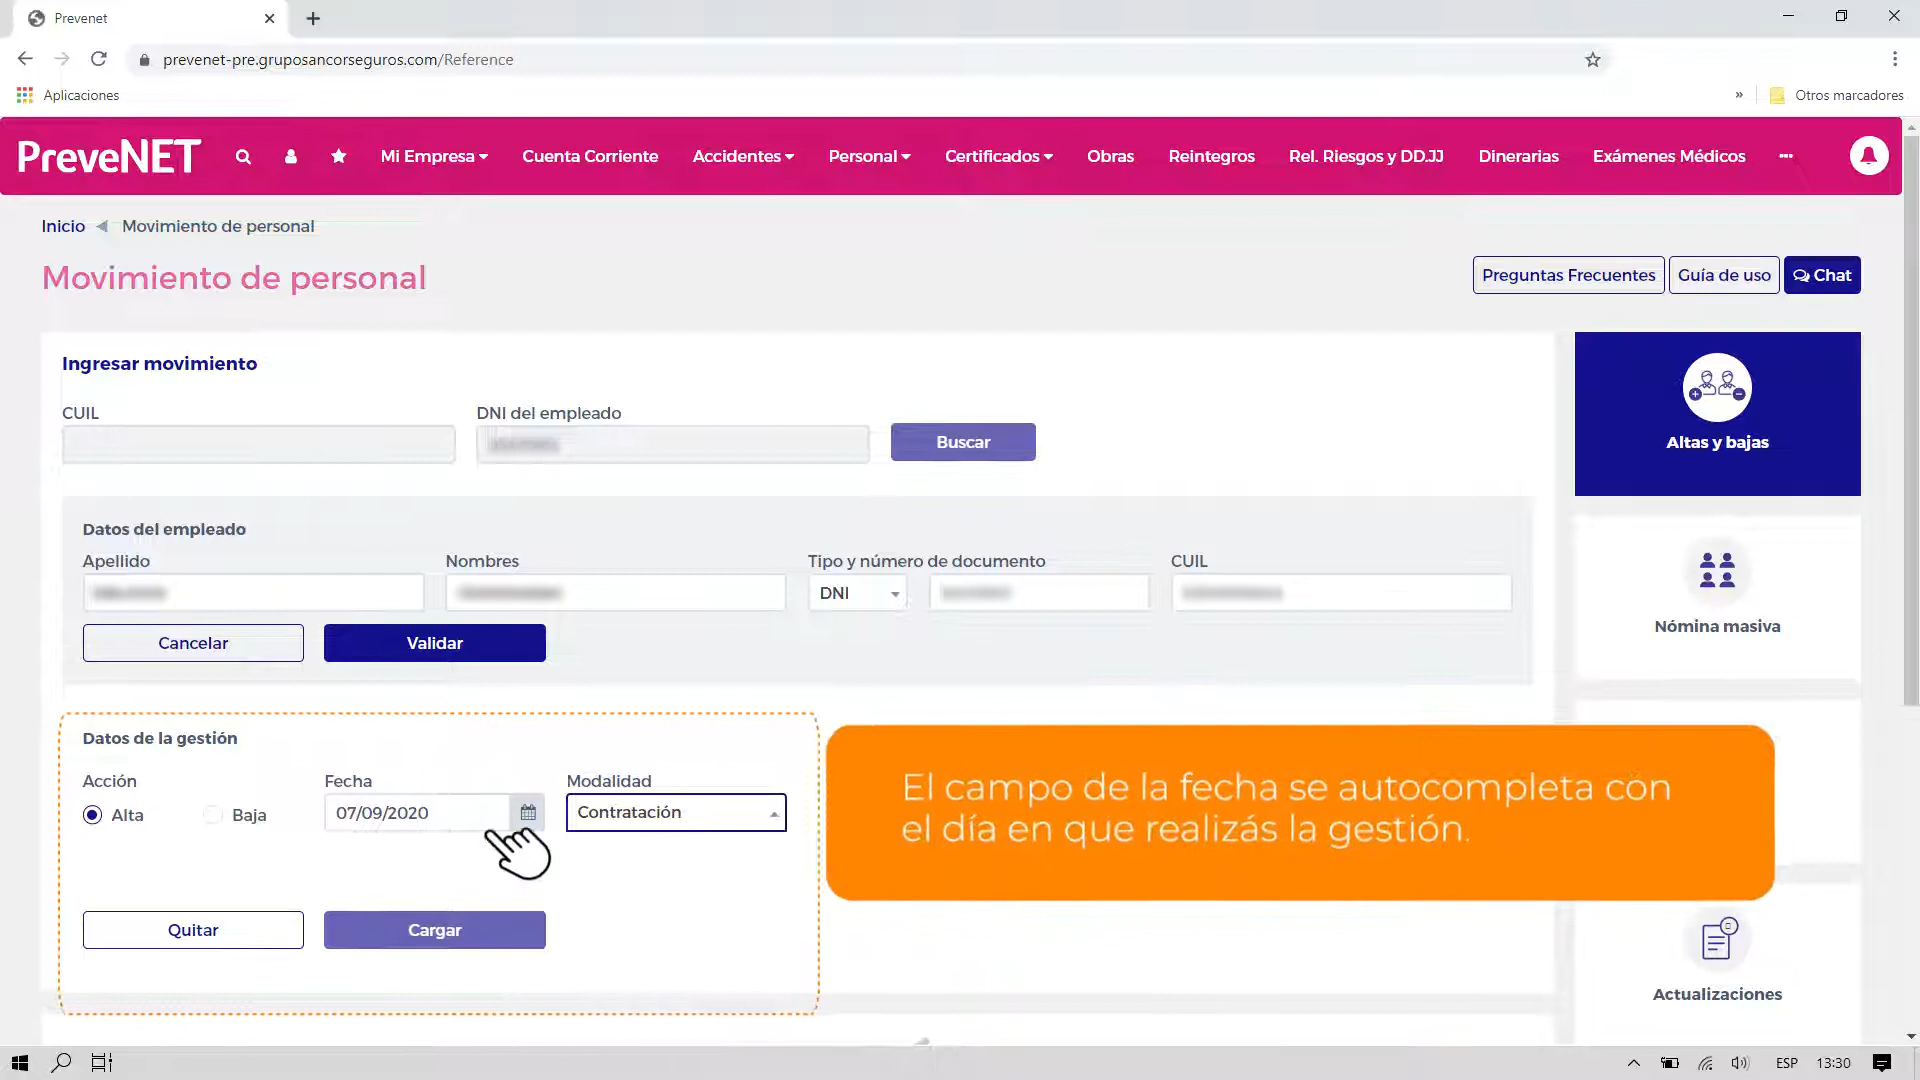 Prevenet
prevenet-pre.gruposancorseguros.com/Reference
Aplicaciones
» Otros marcadores
PreveNET Mi Empresa Cuenta Corriente Accidentes Personal Certificados Obras Reintegros Rel. Riesgos y DD.JJ Dinerarias Exámenes Médicos ...
Inicio Movimiento de personal
Movimiento de personal
Preguntas Frecuentes Guía de uso Chat
Ingresar movimiento
CUIL DNI del empleado
Buscar
Altas y bajas
Datos del empleado
Apellido Nombres Tipo y número de documento CUIL
DNI
Cancelar Validar
Nómina masiva
Datos de la gestión
Acción Fecha Modalidad
Alta Baja 07/09/2020 Contratación
El campo de la fecha se autocompleta con
el día en que realizás la gestión.
Quitar Cargar
Actualizaciones
ESP 13:30